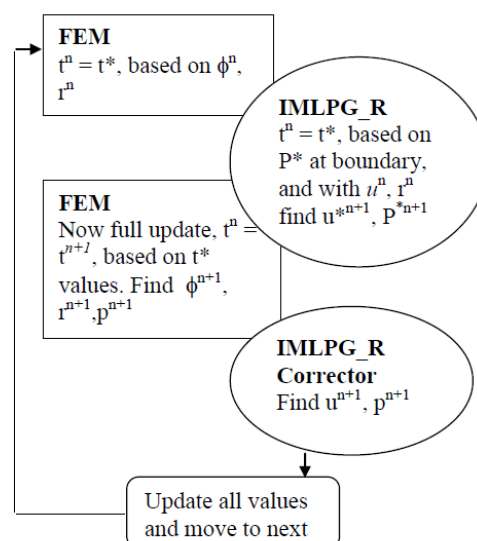 FEM
tⁿ = t*, based on ϕⁿ,
rⁿ
IMLPG_R
tⁿ = t*, based on
P* at boundary,
and with uⁿ, rⁿ
find u*ⁿ⁺¹, P*ⁿ⁺¹
FEM
Now full update, tⁿ =
tⁿ⁺¹, based on t*
values. Find ϕⁿ⁺¹,
rⁿ⁺¹,pⁿ⁺¹
IMLPG_R
Corrector
Find uⁿ⁺¹, pⁿ⁺¹
Update all values
and move to next